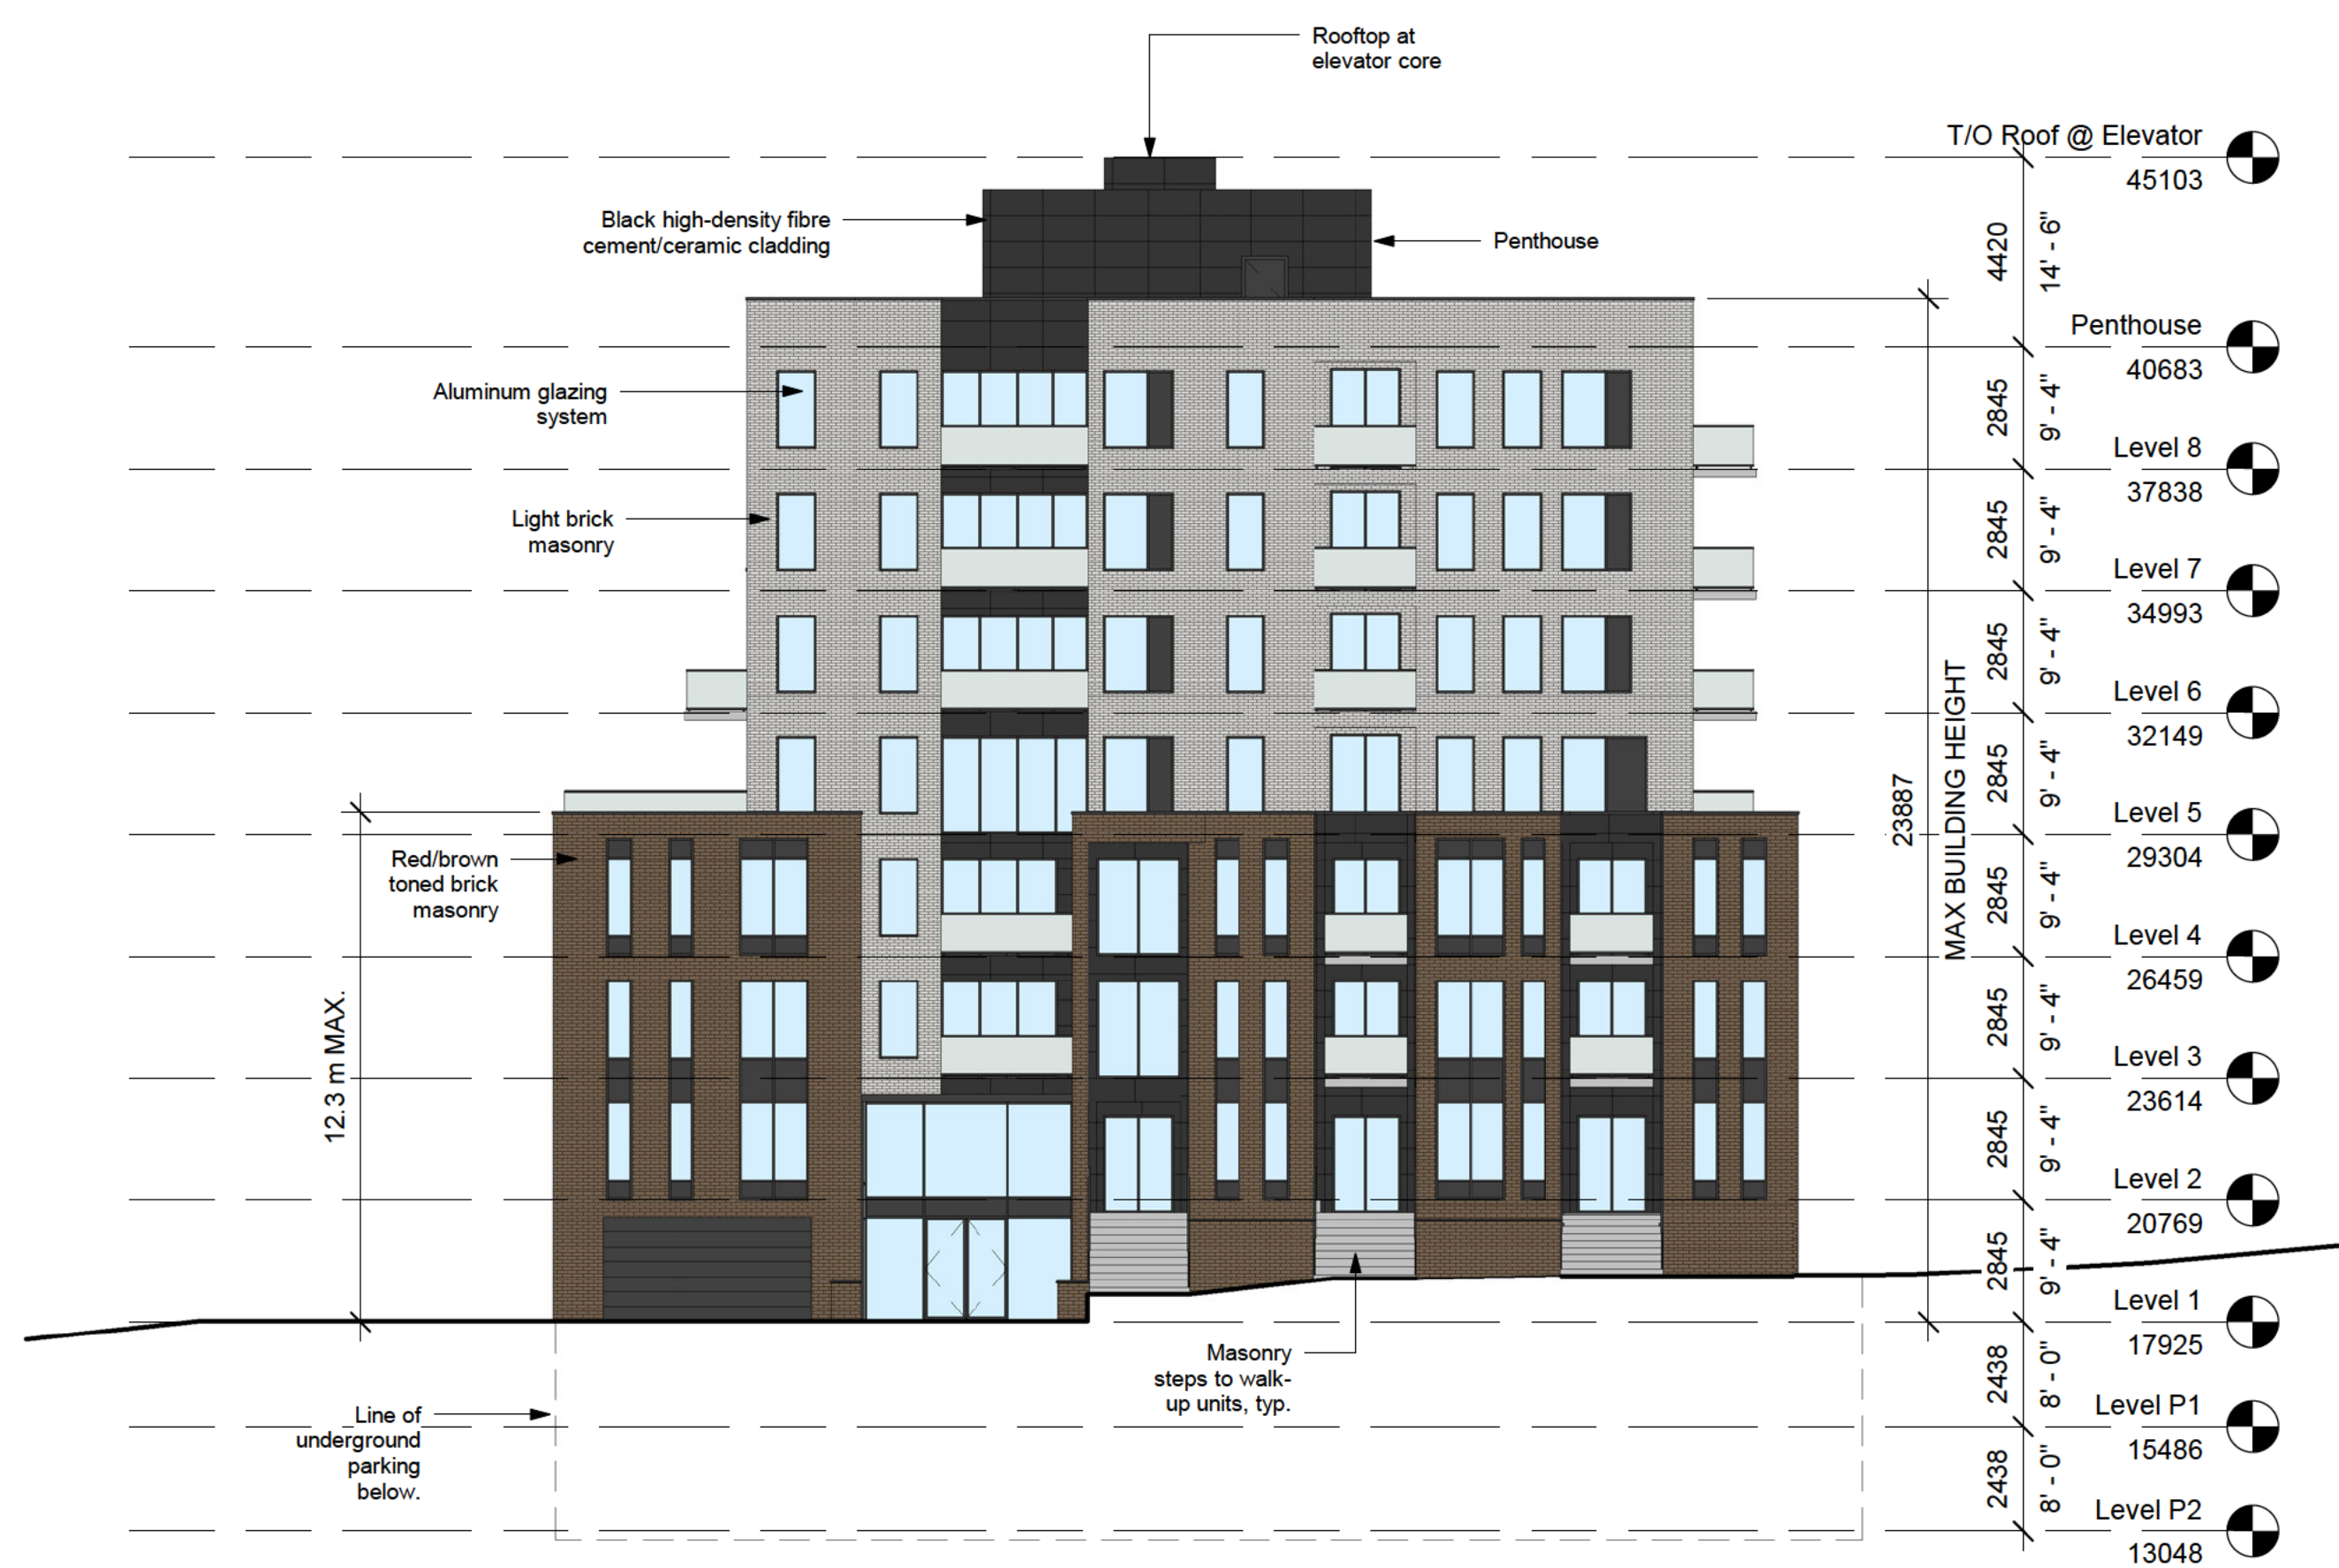 Rooftop at
elevator core
Black high-density fibre
cement/ceramic cladding
Penthouse
Aluminum glazing
system
Light brick
masonry
Red/brown
toned brick
masonry
12.3 m MAX.
Line of
underground
parking
below.
Masonry
steps to walk-
up units, typ.
23887
MAX BUILDING HEIGHT
T/O Roof @ Elevator
45103
4420
14' - 6"
Penthouse
40683
2845
9' - 4"
Level 8
37838
2845
9' - 4"
Level 7
34993
2845
9' - 4"
Level 6
32149
2845
9' - 4"
Level 5
29304
2845
9' - 4"
Level 4
26459
2845
9' - 4"
Level 3
23614
2845
9' - 4"
Level 2
20769
2845
9' - 4"
Level 1
17925
2438
8' - 0"
Level P1
15486
2438
8' - 0"
Level P2
13048